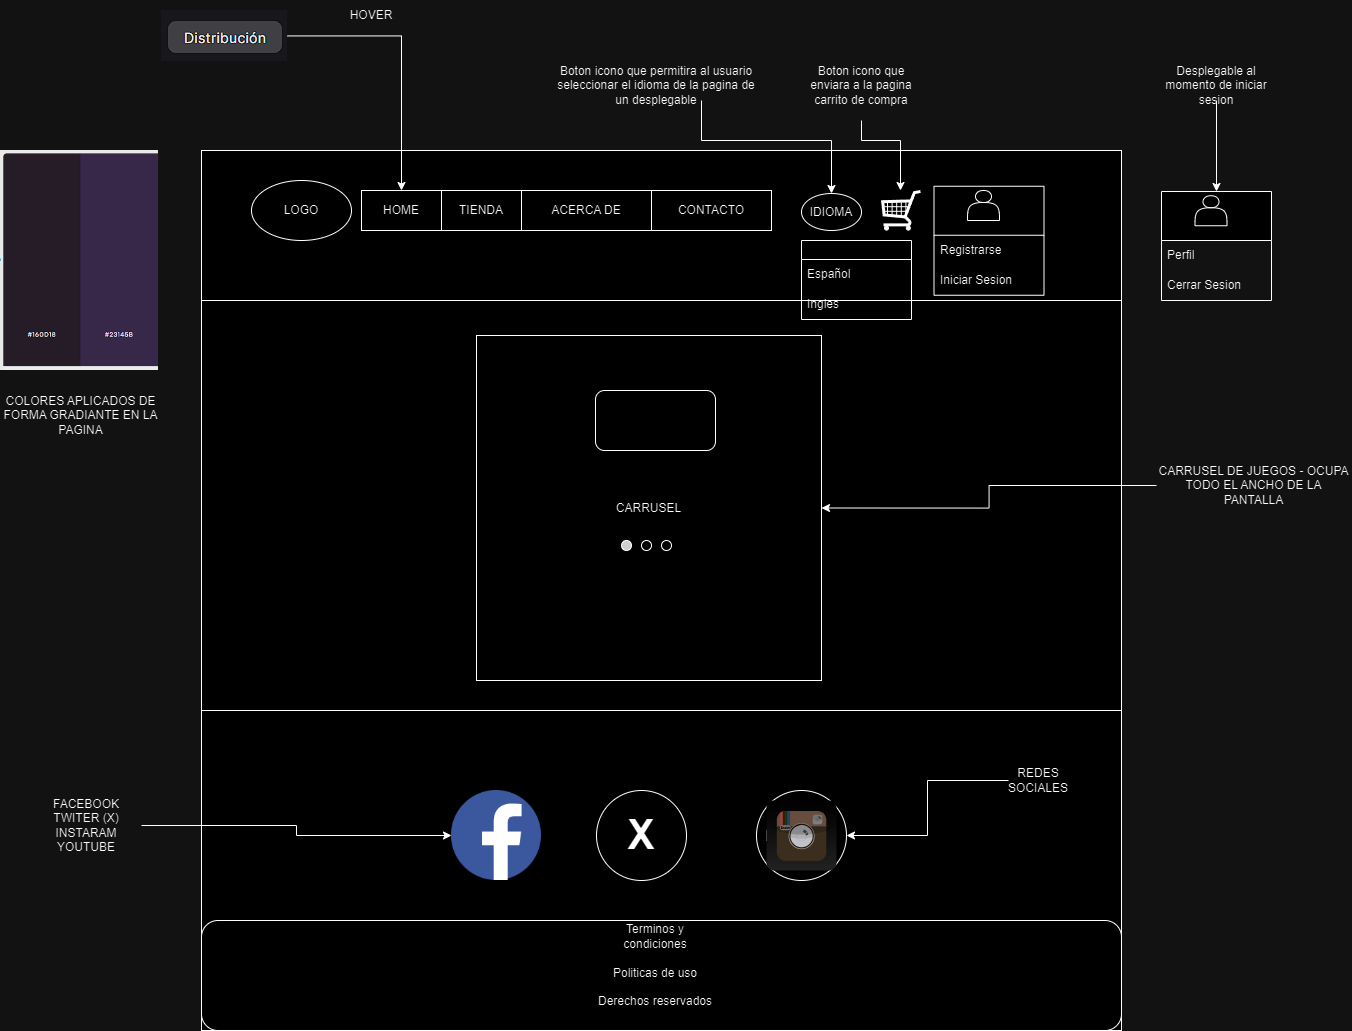 HOVER
Distribución
Boton icono que permitira al usuario
seleccionar el idioma de la pagina de
un desplegable
Boton icono que
enviara a la pagina
carrito de compra
Desplegable al
momento de iniciar
sesion
LOGO
HOME
TIENDA
ACERCA DE
CONTACTO
IDIOMA
Español
Ingles
Registrarse
Iniciar Sesion
Perfil
Cerrar Sesion
#160D18
#23145B
COLORES APLICADOS DE
FORMA GRADIANTE EN LA
PAGINA
CARRUSEL
CARRUSEL DE JUEGOS - OCUPA
TODO EL ANCHO DE LA
PANTALLA
FACEBOOK
TWITER (X)
INSTARAM
YOUTUBE
f
X
REDES
SOCIALES
Terminos y
condiciones
Politicas de uso
Derechos reservados